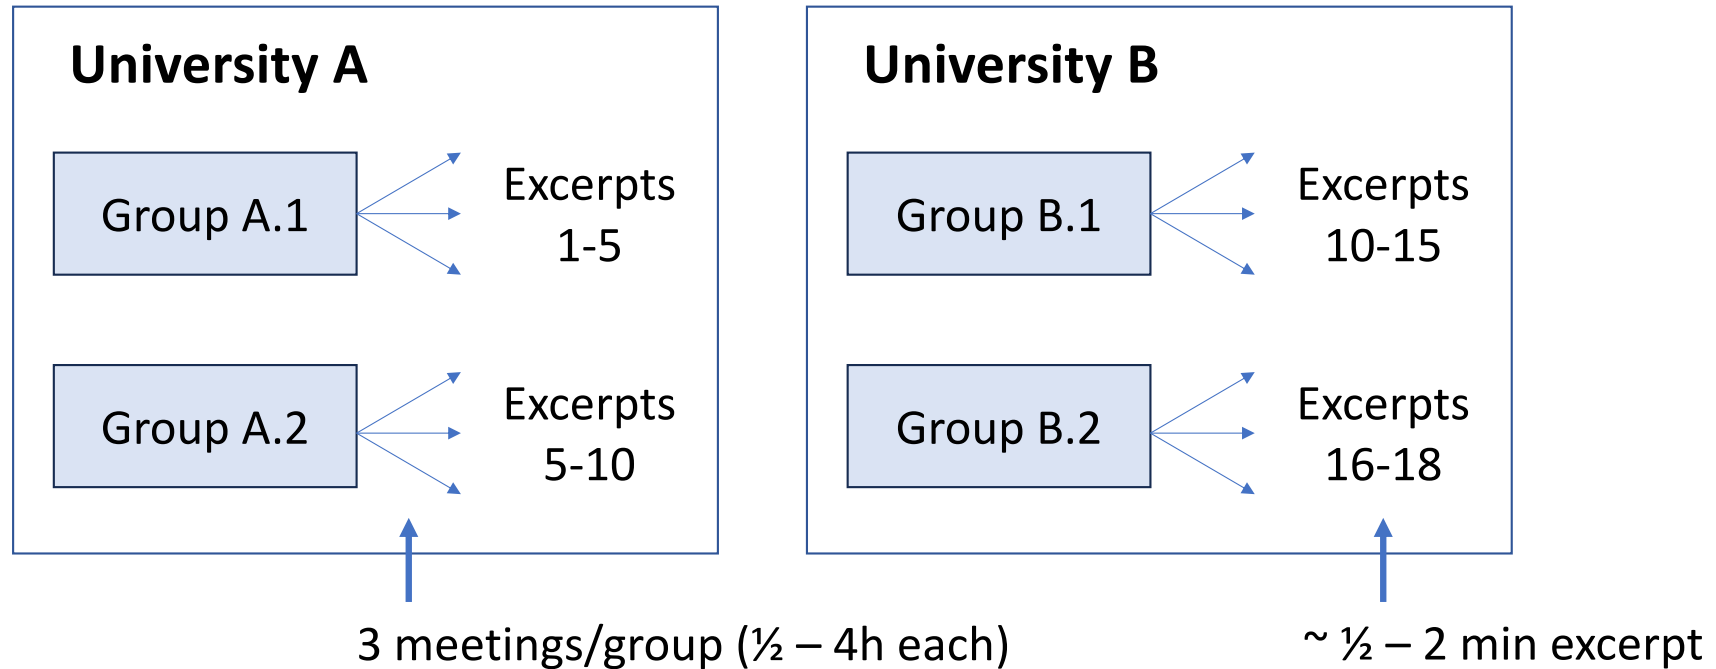 University A
Group A.1
Excerpts
1-5
Group A.2
Excerpts
5-10
University B
Group B.1
Excerpts
10-15
Group B.2
Excerpts
16-18
3 meetings/group (½ – 4h each)
~ ½ – 2 min excerpt